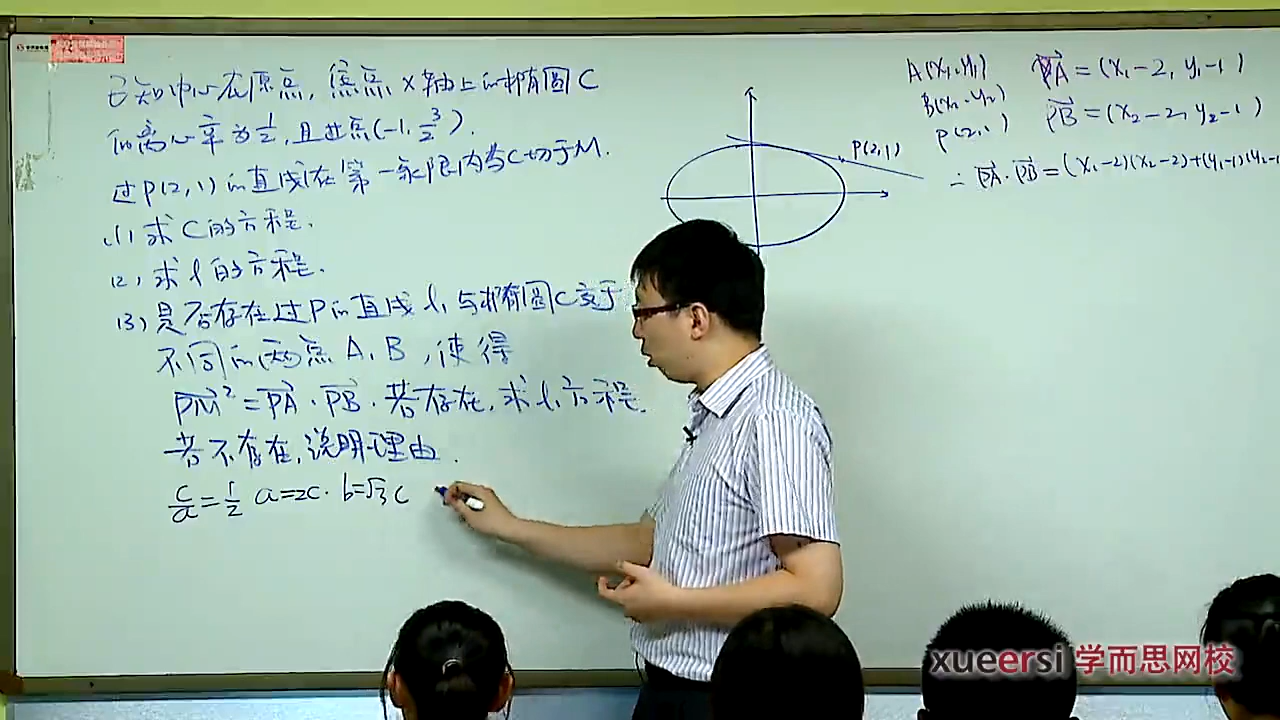 已知中心在原点,焦点x轴上的椭圆C
的离心率为1/2,且过点(-1, 3/2).
过P(2,1)的直线l在第一象限内与C切于M.
(1)求C的方程.
(2)求l的方程.
(3)是否存在过P的直线l₁与椭圆C交于
不同的两点A、B,使得
PM²=PA·PB.若存在,求l₁方程.
若不存在,说明理由.
c/a=1/2 a=2c. b=√3c
P(2,1)
A(x₁,y₁) PA=(x₁-2, y₁-1)
B(x₂,y₂) PB=(x₂-2, y₂-1)
P(2,1)
∴PA·PB=(x₁-2)(x₂-2)+(y₁-1)(y₂-1
xueersi 学而思网校